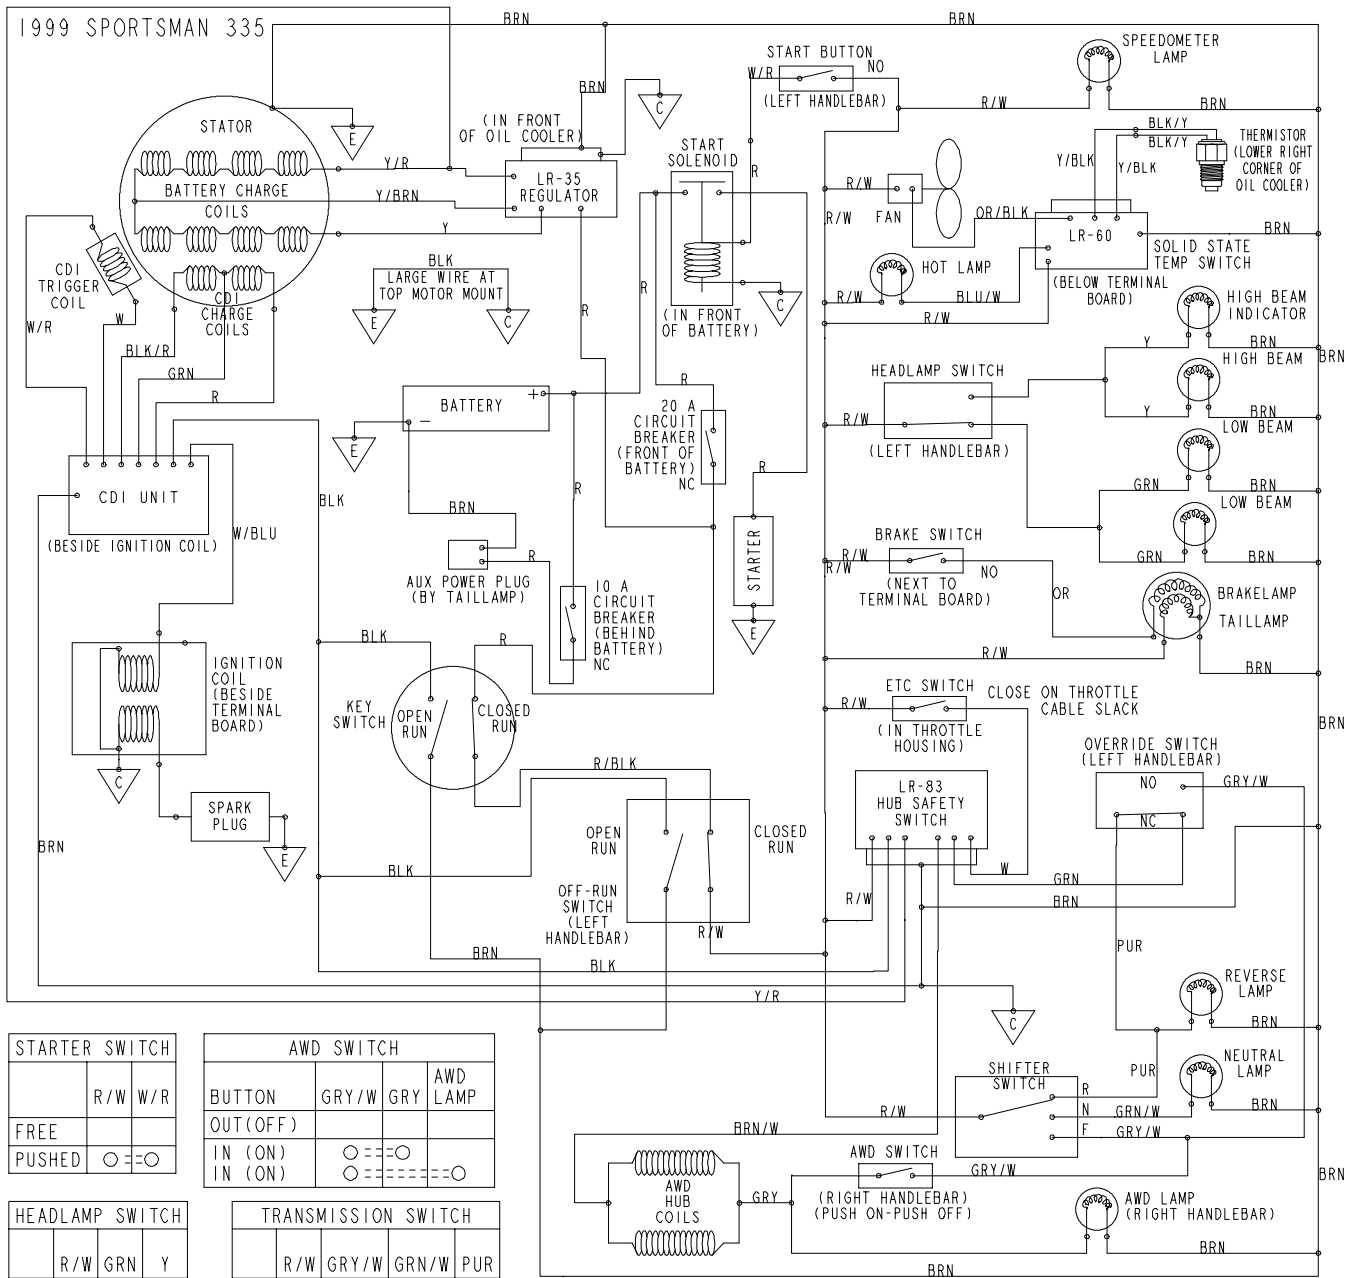 1999 SPORTSMAN 335
BRN
BRN
START BUTTON
W/R
NO
(LEFT HANDLEBAR)
SPEEDOMETER
LAMP
R/W
BRN
STATOR
E
(IN FRONT
OF OIL COOLER)
BRN
C
START
SOLENOID
BLK/Y
BLK/Y
THERMISTOR
(LOWER RIGHT
CORNER OF
OIL COOLER)
Y/BLK
Y/BLK
Y/R
LR-35
REGULATOR
R
BATTERY CHARGE
COILS
Y/BRN
Y
R/W
FAN
R/W
OR/BLK
LR-60
BRN
SOLID STATE
TEMP SWITCH
(BELOW TERMINAL
BOARD)
HOT LAMP
R/W
BLU/W
R/W
CDI
TRIGGER
COIL
CDI
CHARGE
COILS
BLK
LARGE WIRE AT
TOP MOTOR MOUNT
E
C
R
R
C
(IN FRONT
OF BATTERY)
HIGH BEAM
INDICATOR
W/R
W
BLK/R
GRN
R
Y
BRN
BRN
HIGH BEAM
HEADLAMP SWITCH
R/W
(LEFT HANDLEBAR)
Y
BRN
LOW BEAM
BATTERY
+
-
E
R
20 A
CIRCUIT
BREAKER
(FRONT OF
BATTERY)
NC
R
R
GRN
BRN
LOW BEAM
CDI UNIT
(BESIDE IGNITION COIL)
BLK
W/BLU
BRN
R
AUX POWER PLUG
(BY TAILLAMP)
10 A
CIRCUIT
BREAKER
(BEHIND
BATTERY)
NC
STARTER
E
BRAKE SWITCH
R/W
R/W
NO
(NEXT TO
TERMINAL BOARD)
OR
GRN
BRN
BRAKELAMP
TAILLAMP
R/W
BRN
IGNITION
COIL
(BESIDE
TERMINAL
BOARD)
C
BLK
R
KEY
SWITCH
OPEN
RUN
CLOSED
RUN
ETC SWITCH
R/W
(IN THROTTLE
HOUSING)
CLOSE ON THROTTLE
CABLE SLACK
BRN
OVERRIDE SWITCH
(LEFT HANDLEBAR)
NO
NC
GRY/W
SPARK
PLUG
E
R/BLK
LR-83
HUB SAFETY
SWITCH
OPEN
RUN
CLOSED
RUN
BRN
BLK
OFF-RUN
SWITCH
(LEFT
HANDLEBAR)
R/W
R/W
W
GRN
BRN
PUR
BRN
BLK
Y/R
C
REVERSE
LAMP
BRN
NEUTRAL
LAMP
PUR
SHIFTER
SWITCH
R
N
F
R/W
GRN/W
GRY/W
BRN
STARTER SWITCH
R/W W/R
FREE
PUSHED
AWD SWITCH
BUTTON GRY/W GRY AWD
LAMP
OUT(OFF)
IN (ON)
IN (ON)
BRN/W
AWD
HUB
COILS
GRY
AWD SWITCH
GRY/W
(RIGHT HANDLEBAR)
(PUSH ON-PUSH OFF)
AWD LAMP
(RIGHT HANDLEBAR)
BRN
BRN
BRN
HEADLAMP SWITCH
R/W GRN Y
TRANSMISSION SWITCH
R/W GRY/W GRN/W PUR